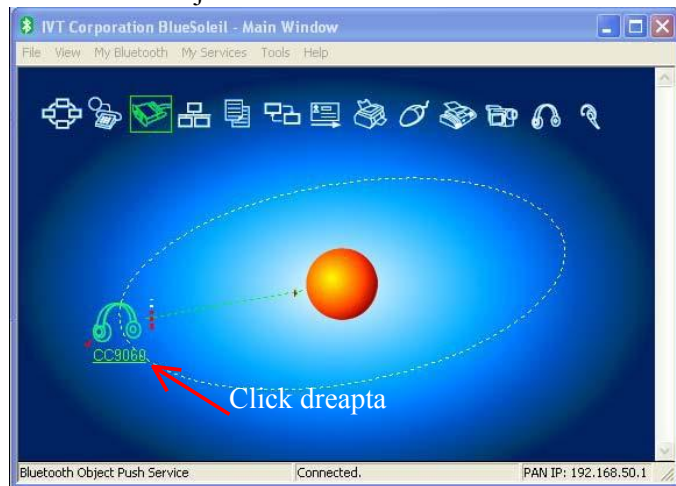 IVT Corporation BlueSoleil - Main Window
File View My Bluetooth My Services Tools Help
CC9060
Click dreapta
Bluetooth Object Push Service Connected. PAN IP: 192.168.50.1